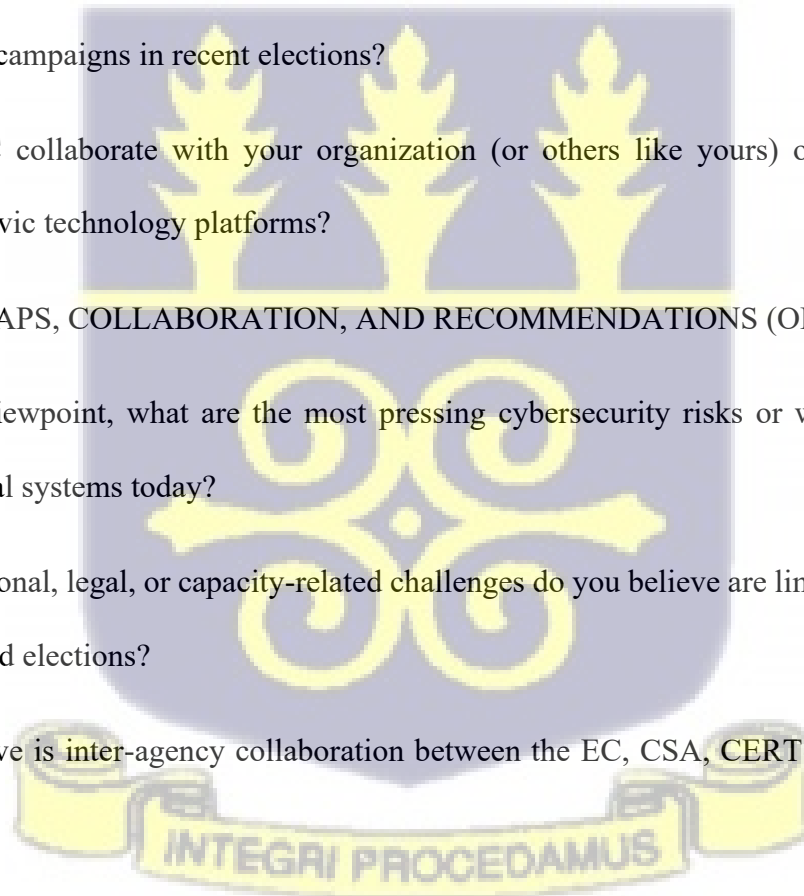 campaigns in recent elections?
collaborate with your organization (or others like yours) o
vic technology platforms?
APS, COLLABORATION, AND RECOMMENDATIONS (O
iewpoint, what are the most pressing cybersecurity risks or w
al systems today?
onal, legal, or capacity-related challenges do you believe are li
d elections?
ve is inter-agency collaboration between the EC, CSA, CERT
INTEGRI PROCEDAMUS